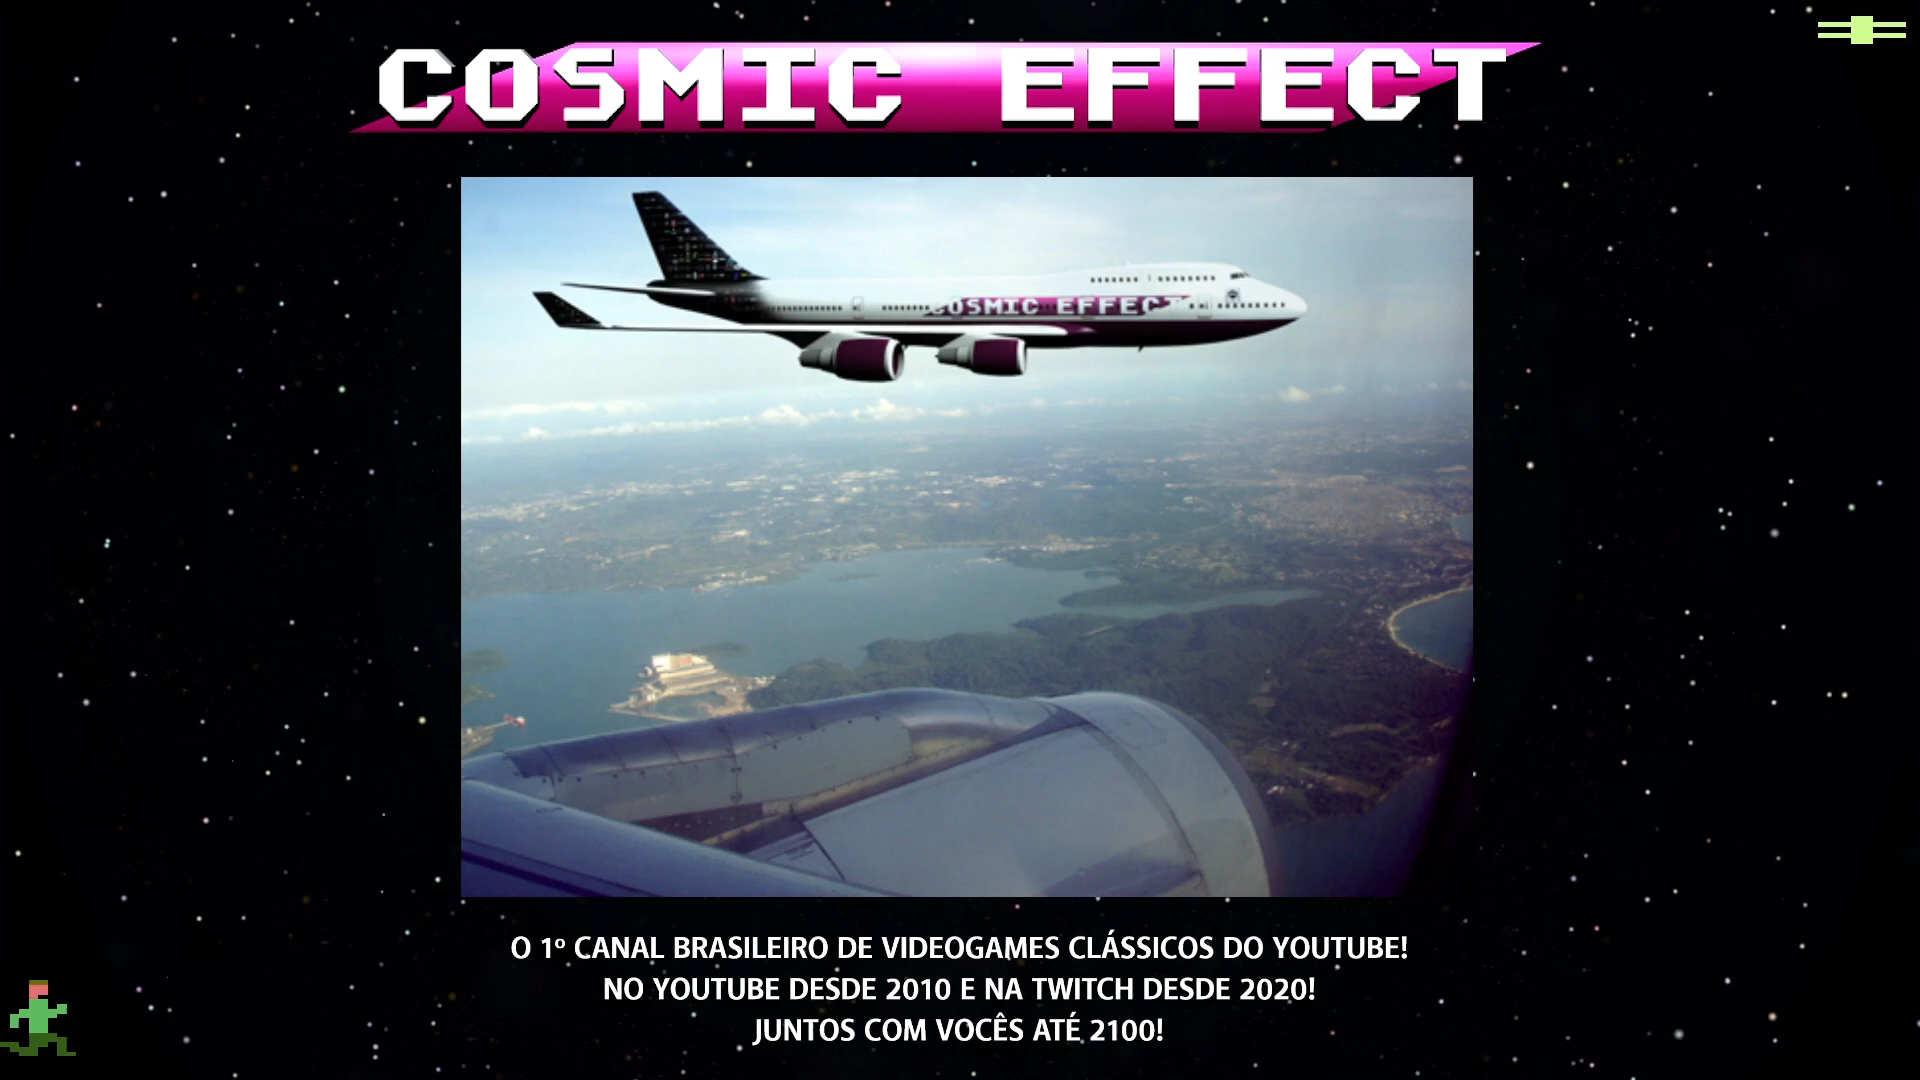 COSMIC EFFECT
COSMIC EFFECT
O 1º CANAL BRASILEIRO DE VIDEOGAMES CLÁSSICOS DO YOUTUBE!
NO YOUTUBE DESDE 2010 E NA TWITCH DESDE 2020!
JUNTOS COM VOCÊS ATÉ 2100!